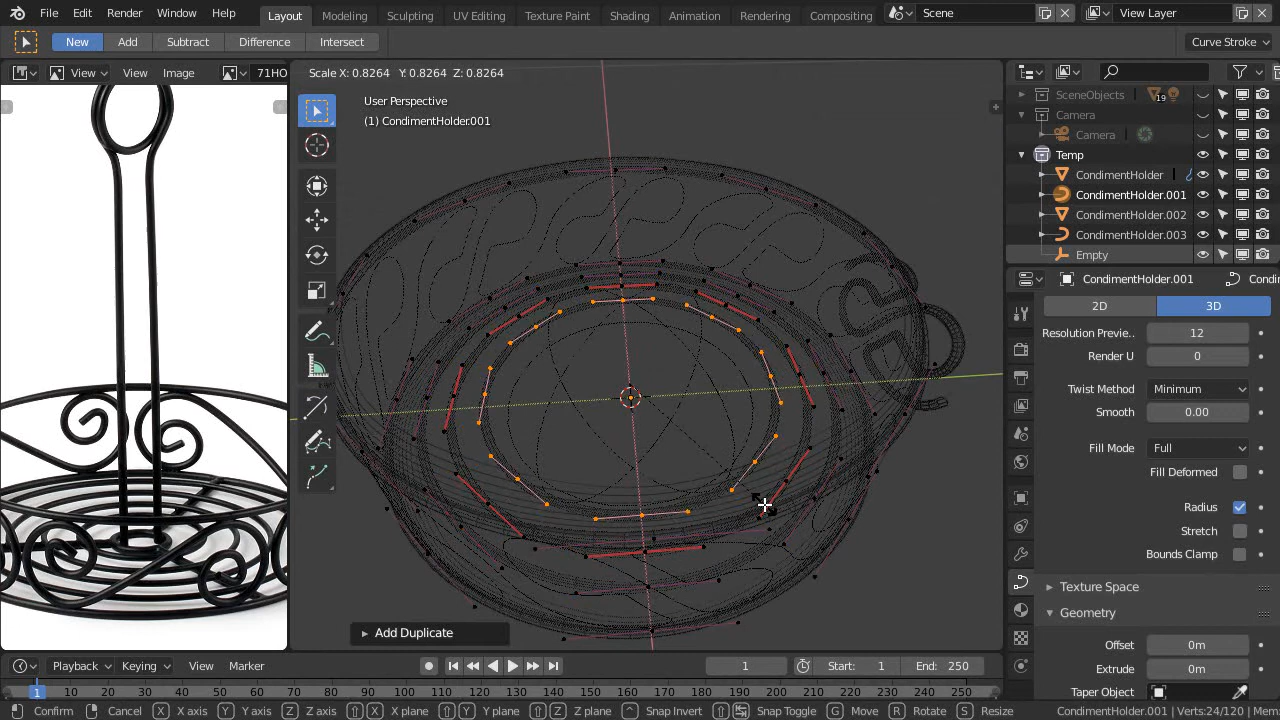 File Edit Render Window Help Layout Modeling Sculpting UV Editing Texture Paint Shading Animation Rendering Compositing Scene View Layer
New Add Subtract Difference Intersect Curve Stroke
View View Image 71HO Scale X: 0.8264 Y: 0.8264 Z: 0.8264
User Perspective
(1) CondimentHolder.001
SceneObjects 19
Camera
Camera
Temp
CondimentHolder
CondimentHolder.001
CondimentHolder.002
CondimentHolder.003
Empty
CondimentHolder.001 Condi
2D 3D
Resolution Previe.. 12
Render U 0
Twist Method Minimum
Smooth 0.00
Fill Mode Full
Fill Deformed
Radius
Stretch
Bounds Clamp
Texture Space
Geometry
Offset 0m
Extrude 0m
Taper Object
Add Duplicate
Playback Keying View Marker 1 Start: 1 End: 250
1 10 20 30 40 50 60 70 80 90 100 110 120 130 140 150 160 170 180 190 200 210 220 230 240 250
Confirm Cancel X X axis Y Y axis Z Z axis X X plane Y Y plane Z Z plane Snap Invert Snap Toggle G Move R Rotate S Resize CondimentHolder.001 | Verts:24/120 | Mem: